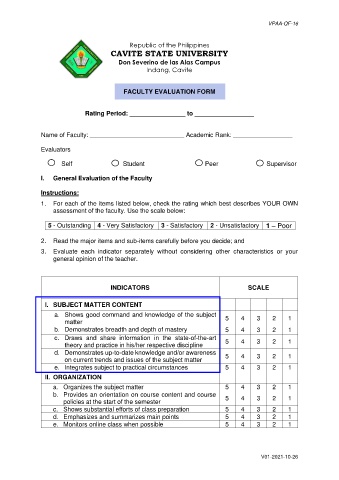 VPAA-QF-16
Republic of the Philippines
CAVITE STATE UNIVERSITY
Don Severino de las Alas Campus
Indang, Cavite
FACULTY EVALUATION FORM
Rating Period: ________________ to _________________
Name of Faculty: ____________________________ Academic Rank: __________________
Evaluators
Self Student Peer Supervisor
I. General Evaluation of the Faculty
Instructions:
1. For each of the items listed below, check the rating which best describes YOUR OWN
assessment of the faculty. Use the scale below:
5 - Outstanding 4 - Very Satisfactory 3 - Satisfactory 2 - Unsatisfactory 1 – Poor
2. Read the major items and sub-items carefully before you decide; and
3. Evaluate each indicator separately without considering other characteristics or your
general opinion of the teacher.
INDICATORS SCALE
I. SUBJECT MATTER CONTENT
a. Shows good command and knowledge of the subject
matter 5 4 3 2 1
b. Demonstrates breadth and depth of mastery 5 4 3 2 1
c. Draws and share information in the state-of-the-art
theory and practice in his/her respective discipline 5 4 3 2 1
d. Demonstrates up-to-date knowledge and/or awareness
on current trends and issues of the subject matter 5 4 3 2 1
e. Integrates subject to practical circumstances 5 4 3 2 1
II. ORGANIZATION
a. Organizes the subject matter 5 4 3 2 1
b. Provides an orientation on course content and course
policies at the start of the semester 5 4 3 2 1
c. Shows substantial efforts of class preparation 5 4 3 2 1
d. Emphasizes and summarizes main points 5 4 3 2 1
e. Monitors online class when possible 5 4 3 2 1
V01-2021-10-26